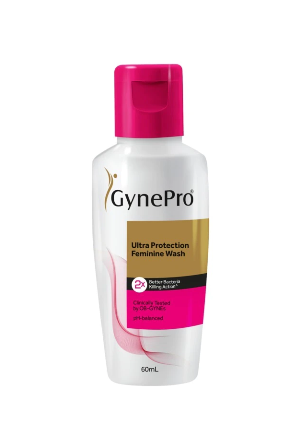 GynePro®
Ultra Protection
Feminine Wash
2x
Better Bacteria
Killing Action*
Clinically Tested
by OB-GYNEs
pH-balanced
60mL